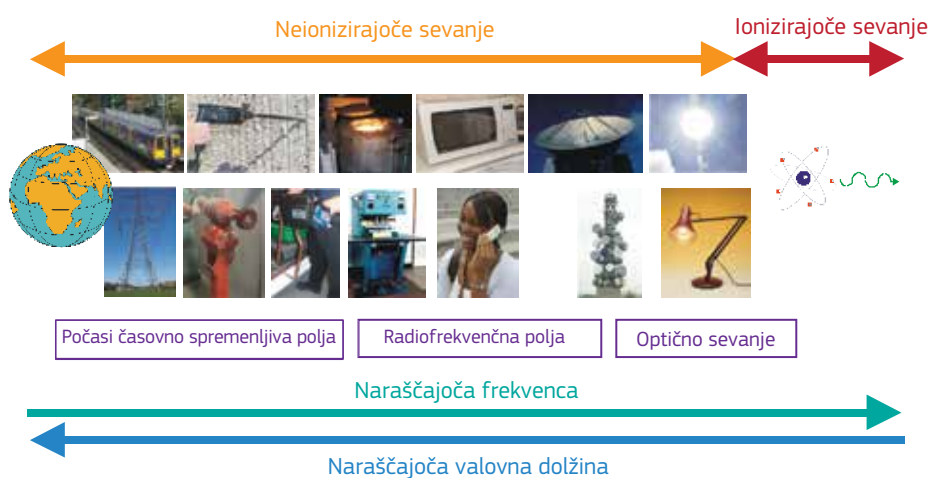 Neionizirajoče sevanje
Ionizirajoče sevanje
Počasi časovno spremenljiva polja
Radiofrekvenčna polja
Optično sevanje
Naraščajoča frekvenca
Naraščajoča valovna dolžina